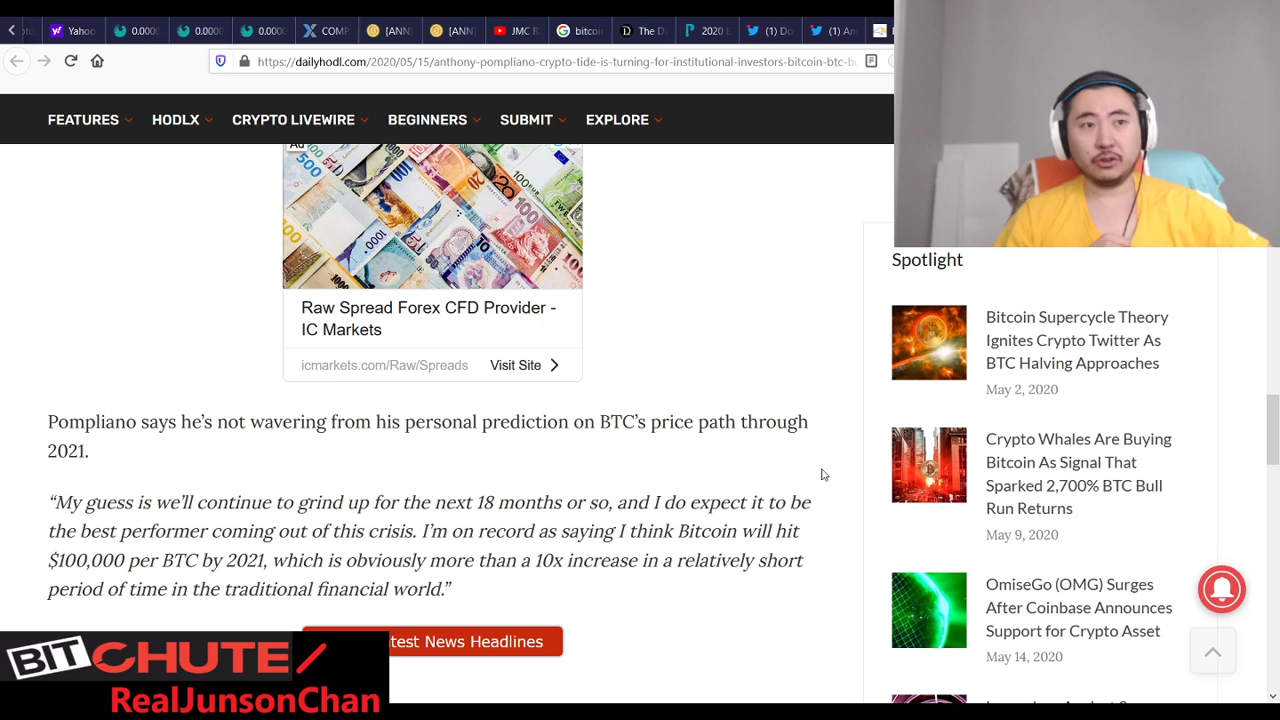 Yahoo
0.0000
0.0000
0.0000
COMP
[ANN]
[ANN]
JMC R
bitcoin
The D
2020 E
(1) Do
(1) An
https://dailyhodl.com/2020/05/15/anthony-pompliano-crypto-tide-is-turning-for-institutional-investors-bitcoin-btc-bu
FEATURES
HODLX
CRYPTO LIVEWIRE
BEGINNERS
SUBMIT
EXPLORE
Ad
Raw Spread Forex CFD Provider -
IC Markets
icmarkets.com/Raw/Spreads
Visit Site
Pompliano says he’s not wavering from his personal prediction on BTC’s price path through
2021.
“My guess is we’ll continue to grind up for the next 18 months or so, and I do expect it to be
the best performer coming out of this crisis. I’m on record as saying I think Bitcoin will hit
$100,000 per BTC by 2021, which is obviously more than a 10x increase in a relatively short
period of time in the traditional financial world.”
test News Headlines
Spotlight
Bitcoin Supercycle Theory
Ignites Crypto Twitter As
BTC Halving Approaches
May 2, 2020
Crypto Whales Are Buying
Bitcoin As Signal That
Sparked 2,700% BTC Bull
Run Returns
May 9, 2020
OmiseGo (OMG) Surges
After Coinbase Announces
Support for Crypto Asset
May 14, 2020
BITCHUTE
RealJunsonChan